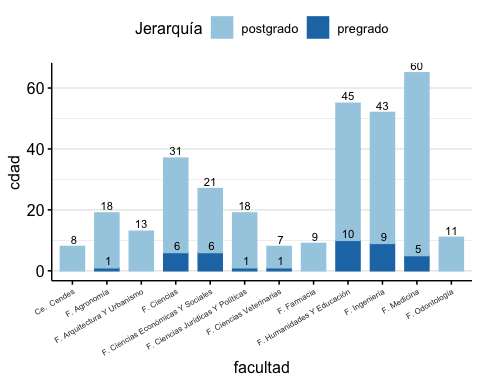 Jerarquía postgrado pregrado
cdad
60
40
20
0
8
18
1
13
31
6
21
6
18
1
7
1
9
45
10
43
9
60
5
11
Ce. Cendes
F. Agronomia
F. Arquitectura Y Urbanismo
F. Ciencias
F. Ciencias Económicas Y Sociales
F. Ciencias Jurídicas Y Políticas
F. Ciencias Veterinarias
F. Farmacia
F. Humanidades Y Educación
F. Ingeniería
F. Medicina
F. Odontología
facultad